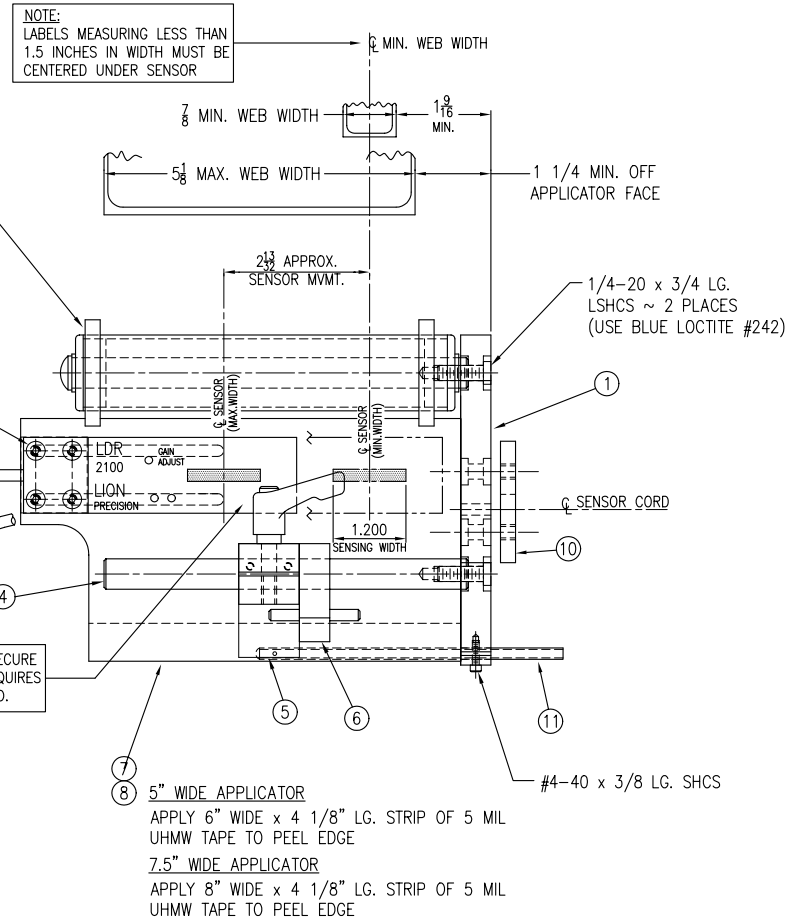 NOTE:
LABELS MEASURING LESS THAN
1.5 INCHES IN WIDTH MUST BE
CENTERED UNDER SENSOR
℄ MIN. WEB WIDTH
7/8 MIN. WEB WIDTH
1 9/16
MIN.
5 1/8 MAX. WEB WIDTH
1 1/4 MIN. OFF
APPLICATOR FACE
2 13/32 APPROX.
SENSOR MVMT.
1/4-20 x 3/4 LG.
LSHCS ~ 2 PLACES
(USE BLUE LOCTITE #242)
1
℄ SENSOR
(MAX.WIDTH)
℄ SENSOR
(MIN.WIDTH)
LDR
2100
GAIN
ADJUST
LION
PRECISION
℄ SENSOR CORD
1.200
SENSING WIDTH
10
4
ECURE
QUIRES
D.
5
6
11
7
8
#4-40 x 3/8 LG. SHCS
5" WIDE APPLICATOR
APPLY 6" WIDE x 4 1/8" LG. STRIP OF 5 MIL
UHMW TAPE TO PEEL EDGE
7.5" WIDE APPLICATOR
APPLY 8" WIDE x 4 1/8" LG. STRIP OF 5 MIL
UHMW TAPE TO PEEL EDGE